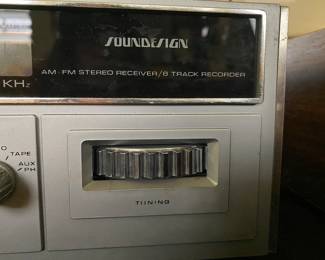 SOUNDESIGN
AM-FM STEREO RECEIVER/8 TRACK RECORDER
KHz
TAPE
AUX
PH
TUNING